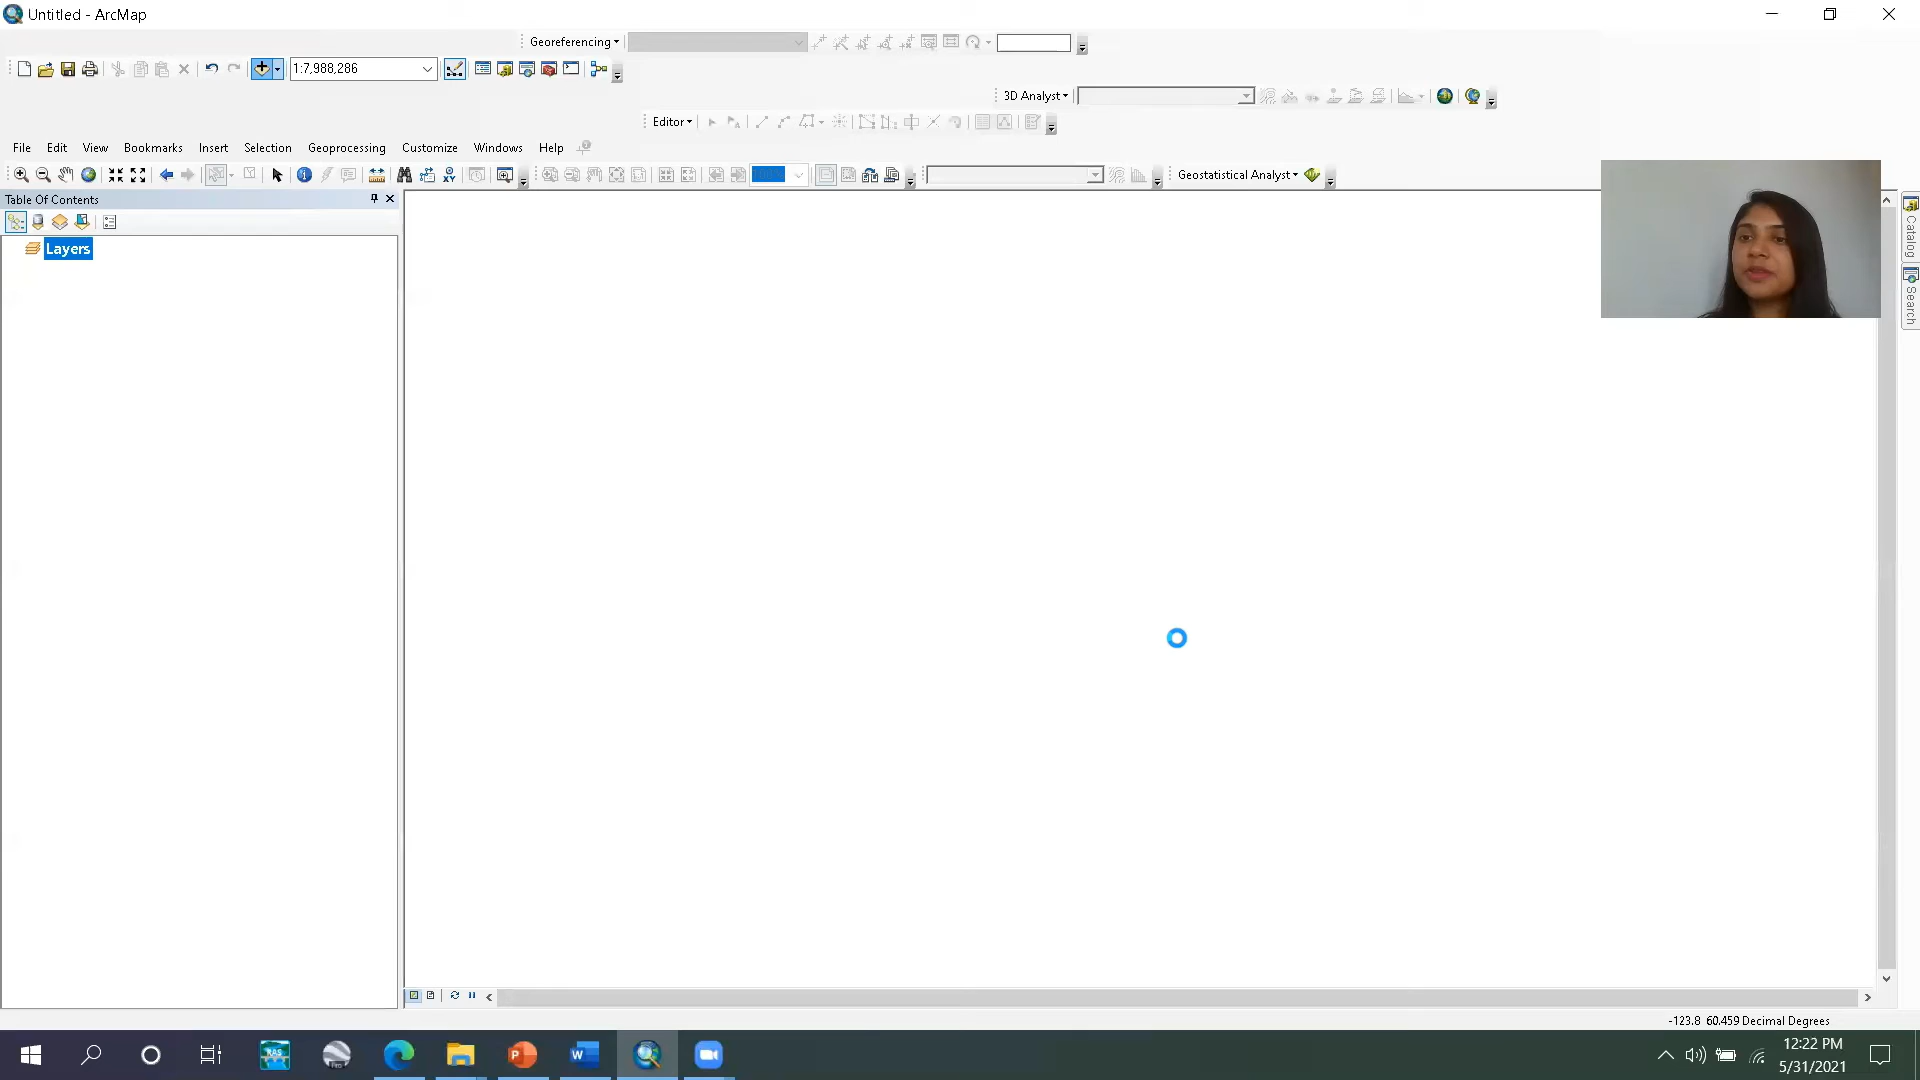 Untitled - ArcMap
Georeferencing
1:7,988,286
3D Analyst
Editor
File Edit View Bookmarks Insert Selection Geoprocessing Customize Windows Help
Geostatistical Analyst
Table Of Contents
Layers
Catalog
Search
-123.8 60.459 Decimal Degrees
RAS
Pro
P
W
12:22 PM
5/31/2021